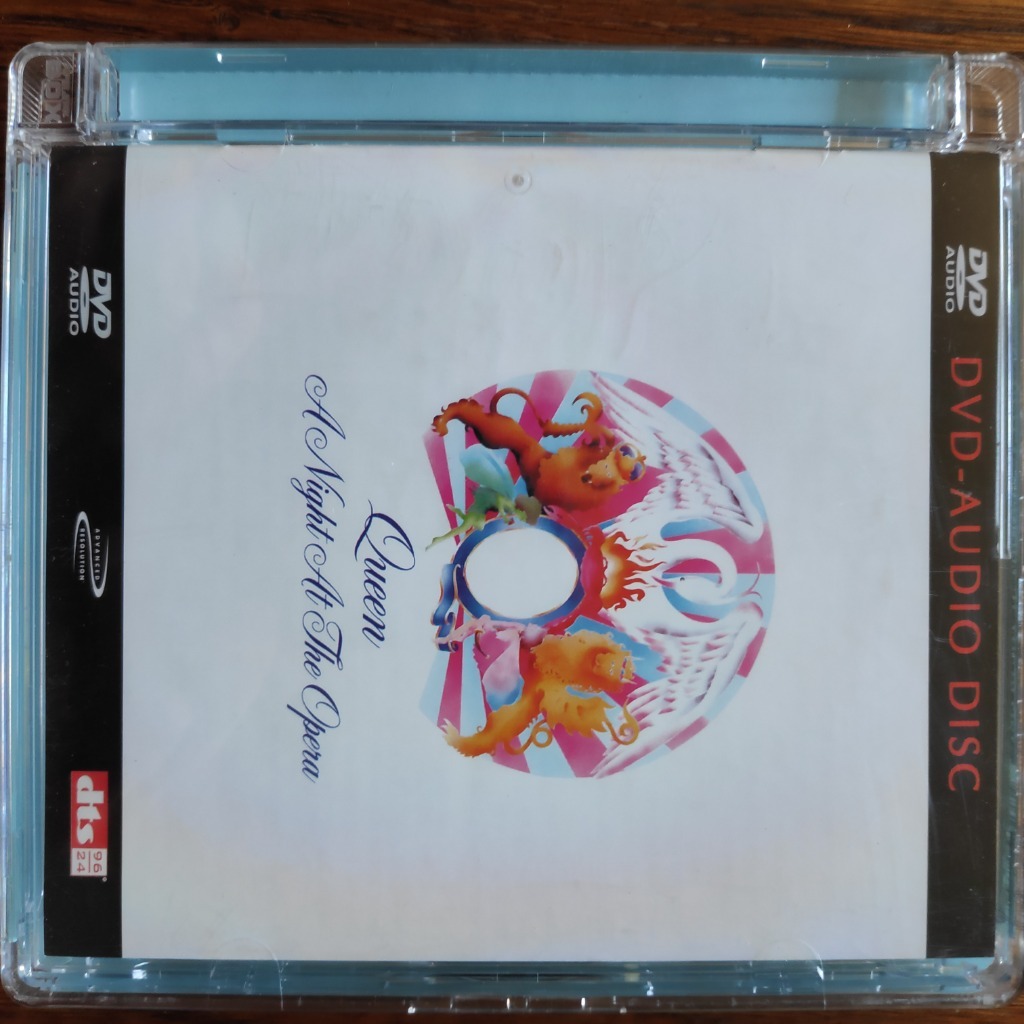 DVD
AUDIO
DVD-AUDIO DISC
Queen
A Night At The Opera
DVD
AUDIO
ADVANCED
RESOLUTION
dts
96
24